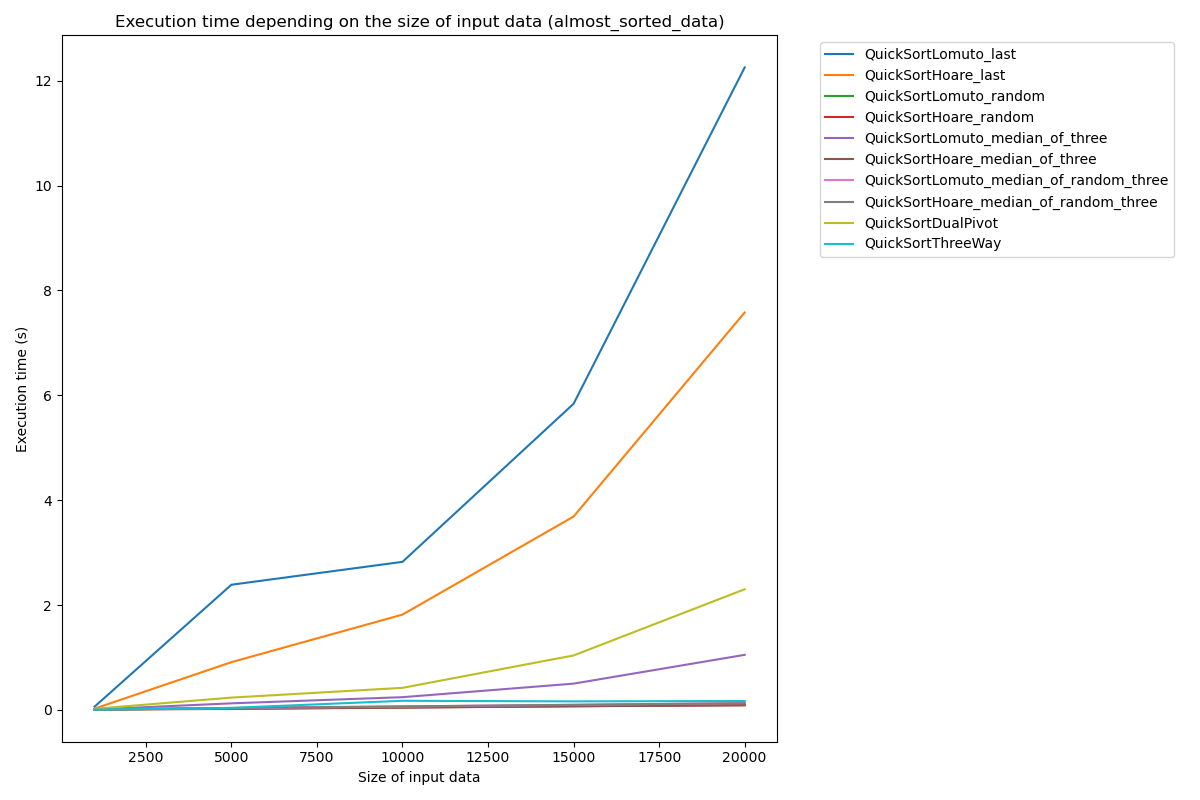 Execution time depending on the size of input data (almost_sorted_data)
QuickSortLomuto_last
QuickSortHoare_last
QuickSortLomuto_random
QuickSortHoare_random
QuickSortLomuto_median_of_three
QuickSortHoare_median_of_three
QuickSortLomuto_median_of_random_three
QuickSortHoare_median_of_random_three
QuickSortDualPivot
QuickSortThreeWay
12
10
8
6
4
2
0
Execution time (s)
2500 5000 7500 10000 12500 15000 17500 20000
Size of input data